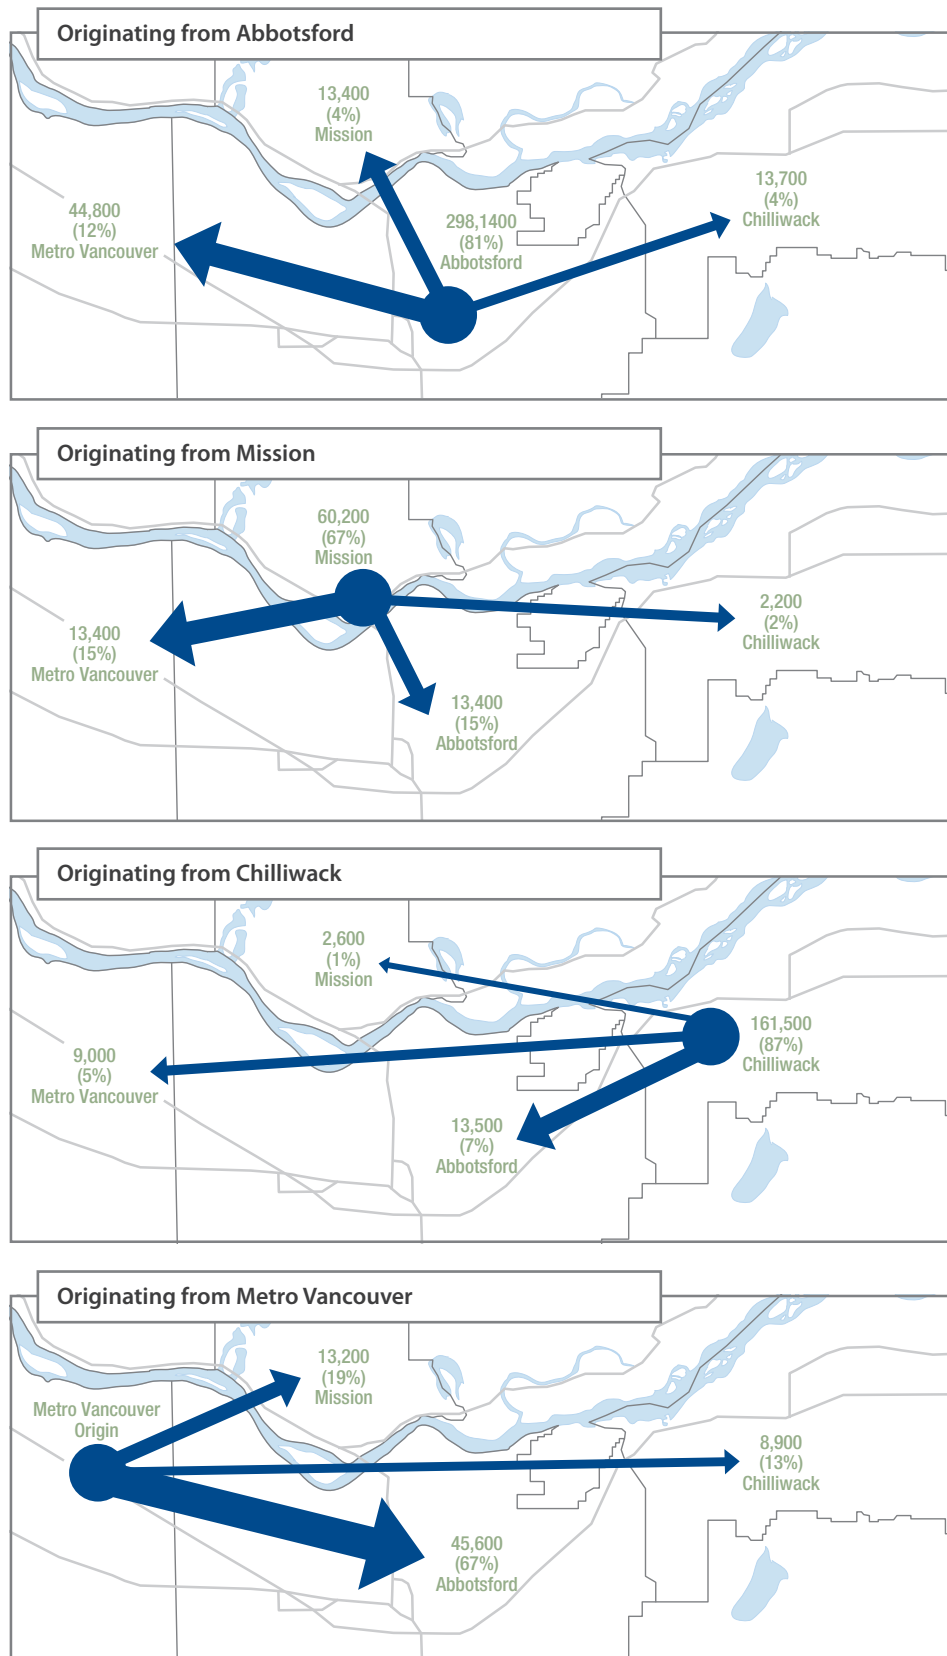 Originating from Abbotsford
13,400
(4%)
Mission
44,800
(12%)
Metro Vancouver
298,1400
(81%)
Abbotsford
13,700
(4%)
Chilliwack
Originating from Mission
60,200
(67%)
Mission
13,400
(15%)
Metro Vancouver
2,200
(2%)
Chilliwack
13,400
(15%)
Abbotsford
Originating from Chilliwack
2,600
(1%)
Mission
161,500
(87%)
Chilliwack
9,000
(5%)
Metro Vancouver
13,500
(7%)
Abbotsford
Originating from Metro Vancouver
13,200
(19%)
Mission
Metro Vancouver
Origin
8,900
(13%)
Chilliwack
45,600
(67%)
Abbotsford